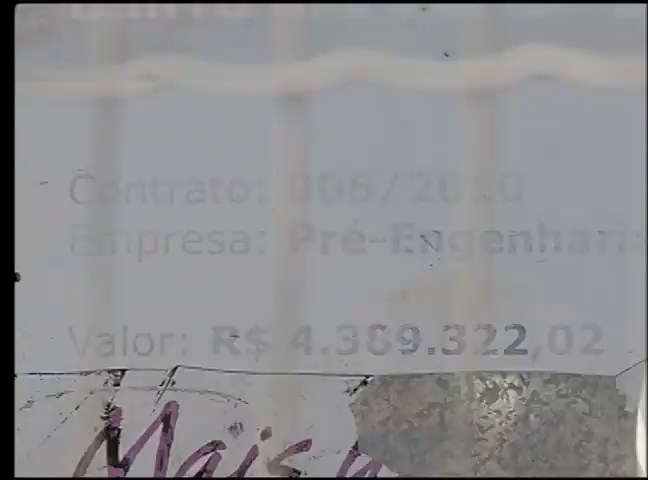 Contrato: 006/2010
Empresa: Pré-Engenhari
Valor: R$ 4.389.322,02
Mais